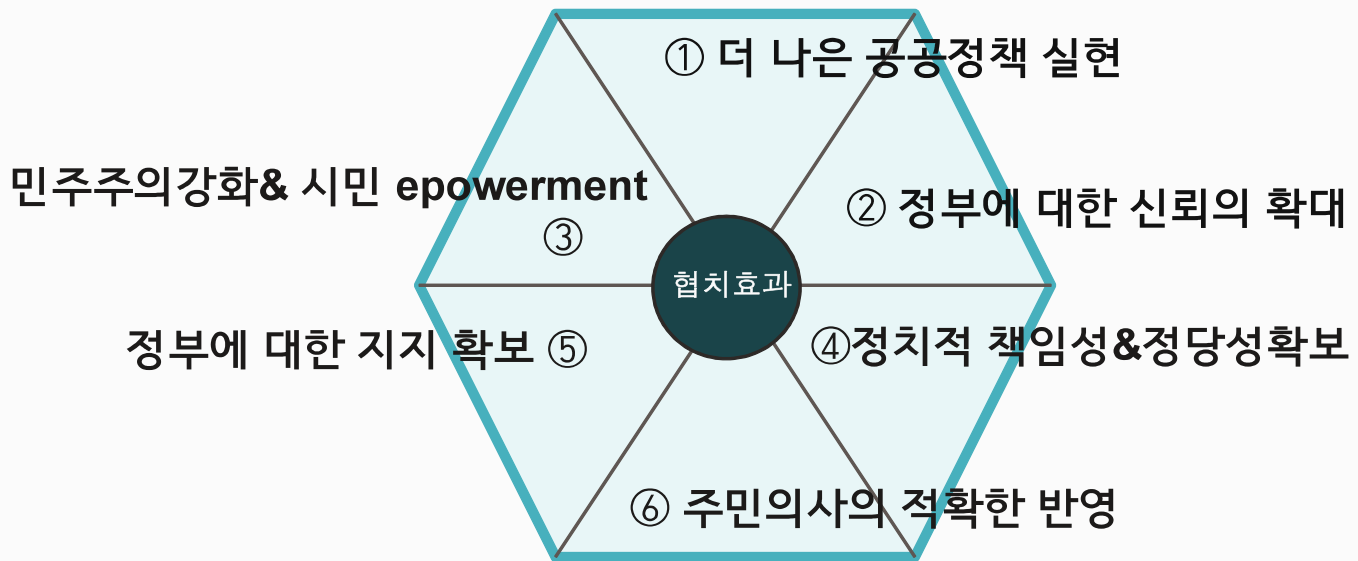 ① 더 나은 공공정책 실현
민주주의강화& 시민 epowerment
③
② 정부에 대한 신뢰의 확대
협치효과
정부에 대한 지지 확보 ⑤
④정치적 책임성&정당성확보
⑥ 주민의사의 적확한 반영